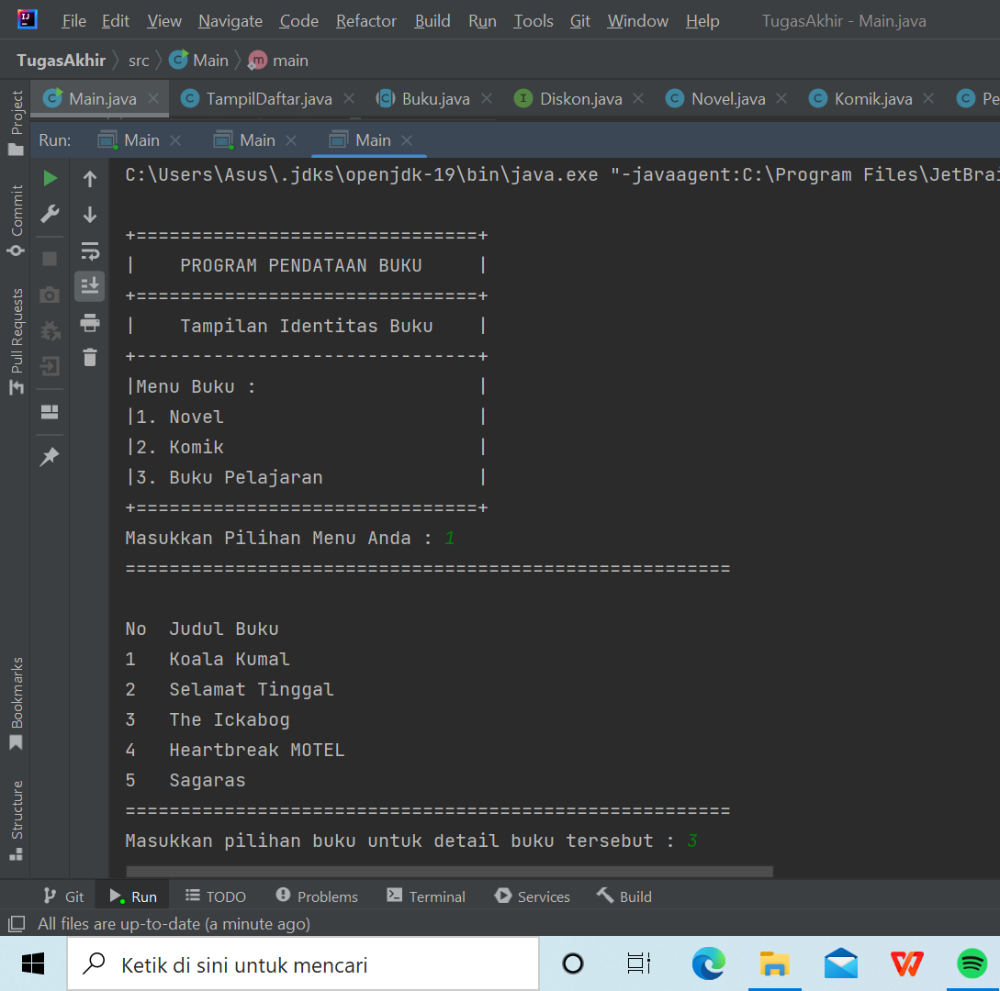 File Edit View Navigate Code Refactor Build Run Tools Git Window Help TugasAkhir - Main.java
TugasAkhir src Main main
Main.java TampilDaftar.java Buku.java Diskon.java Novel.java Komik.java Pe
Run: Main Main Main
Project
Commit
Pull Requests
Bookmarks
Structure
C:\Users\Asus\.jdks\openjdk-19\bin\java.exe "-javaagent:C:\Program Files\JetBrai
+===============================+
|    PROGRAM PENDATAAN BUKU     |
+===============================+
|    Tampilan Identitas Buku    |
+-------------------------------+
|Menu Buku :                    |
|1. Novel                       |
|2. Komik                       |
|3. Buku Pelajaran              |
+===============================+
Masukkan Pilihan Menu Anda : 1
=======================================================
No  Judul Buku
1   Koala Kumal
2   Selamat Tinggal
3   The Ickabog
4   Heartbreak MOTEL
5   Sagaras
=======================================================
Masukkan pilihan buku untuk detail buku tersebut : 3
Git Run TODO Problems Terminal Services Build
All files are up-to-date (a minute ago)
Ketik di sini untuk mencari